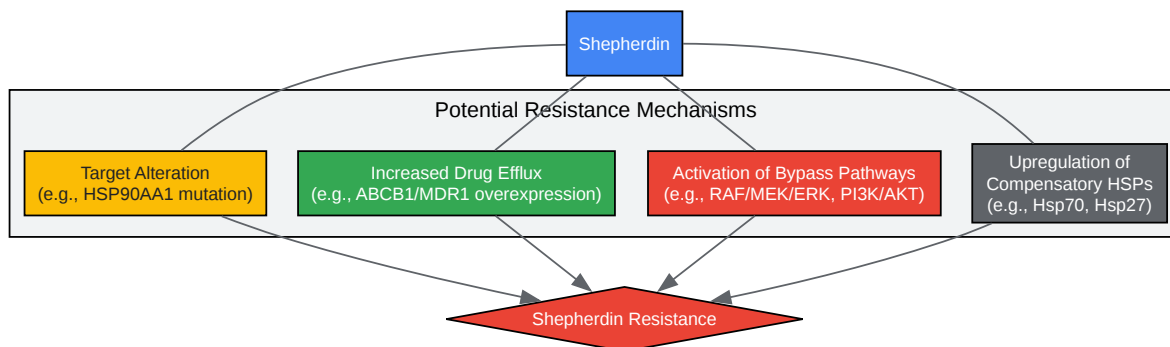 Shepherdin
Potential Resistance Mechanisms
Target Alteration
(e.g., HSP90AA1 mutation)
Increased Drug Efflux
(e.g., ABCB1/MDR1 overexpression)
Activation of Bypass Pathways
(e.g., RAF/MEK/ERK, PI3K/AKT)
Upregulation of
Compensatory HSPs
(e.g., Hsp70, Hsp27)
Shepherdin Resistance